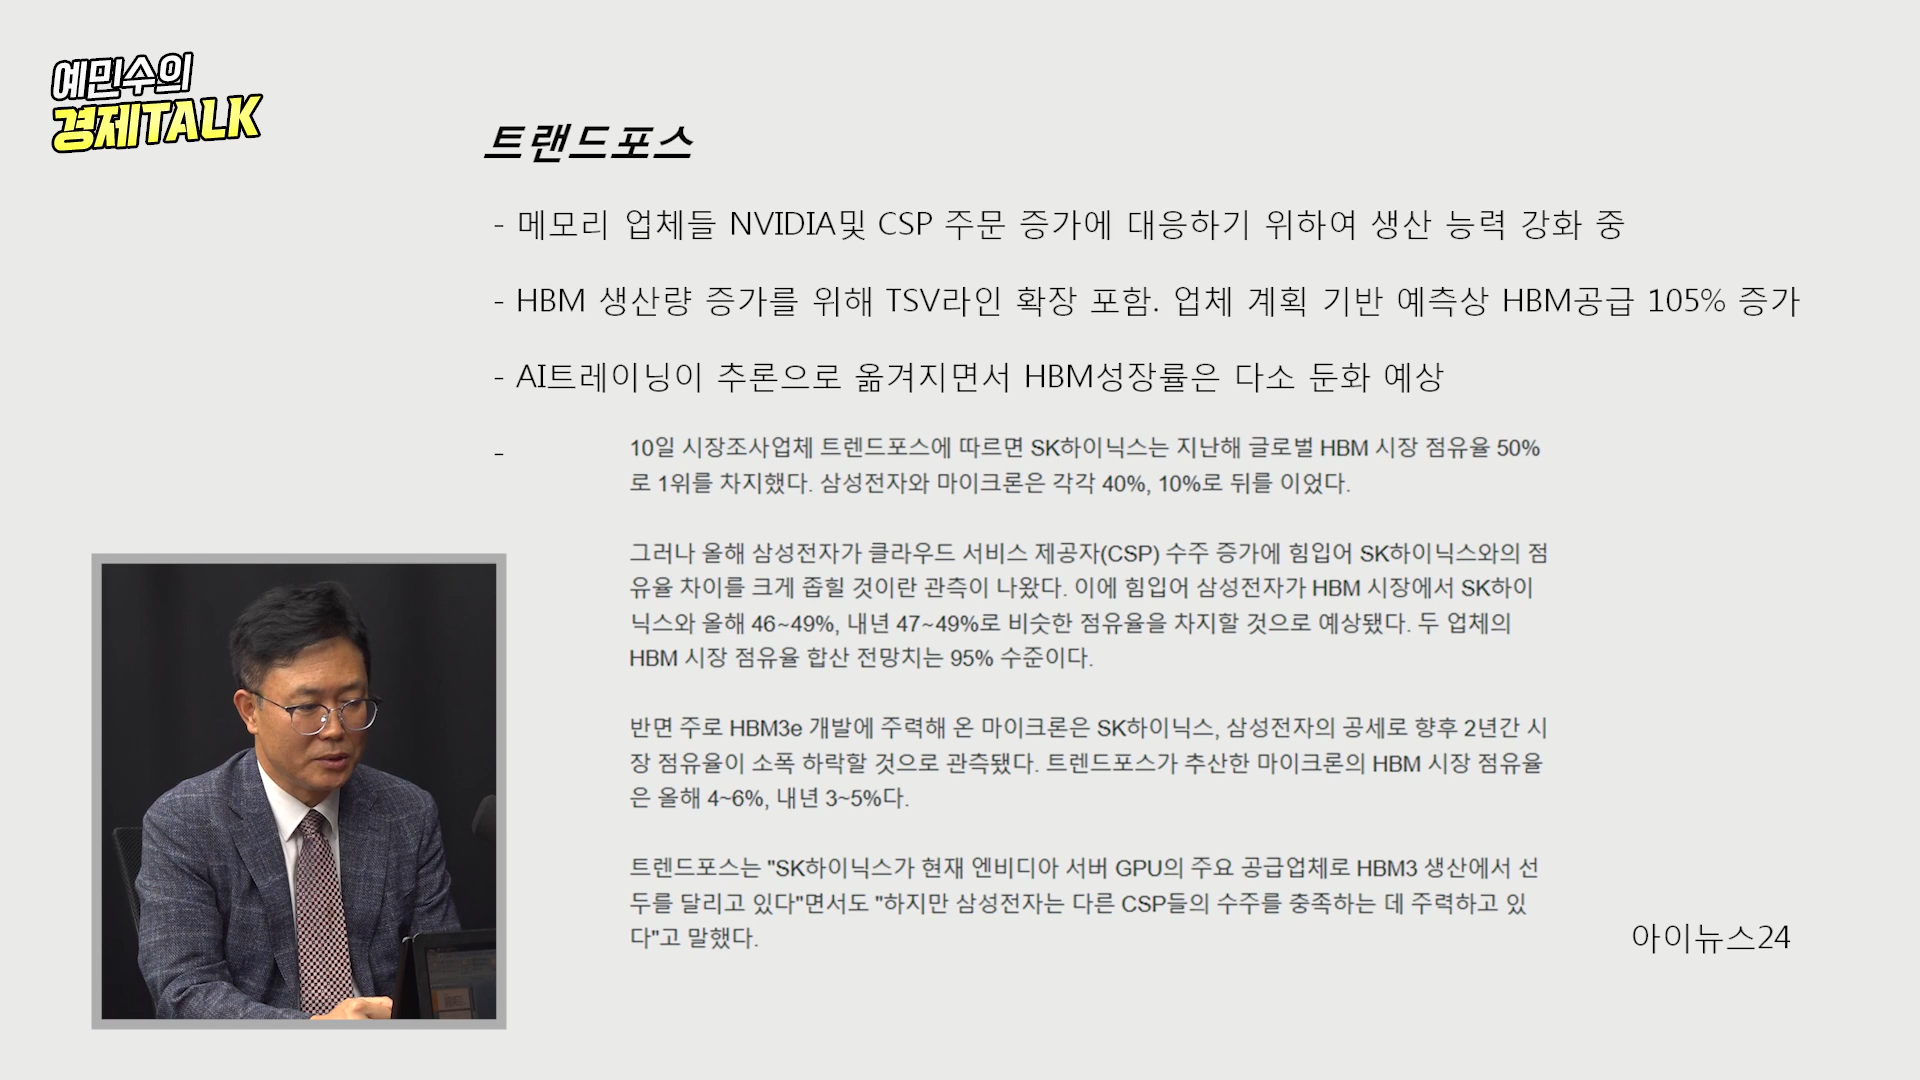 예민수의
경제TALK
트랜드포스
- 메모리 업체들 NVIDIA및 CSP 주문 증가에 대응하기 위하여 생산 능력 강화 중
- HBM 생산량 증가를 위해 TSV라인 확장 포함. 업체 계획 기반 예측상 HBM공급 105% 증가
- AI트레이닝이 추론으로 옮겨지면서 HBM성장률은 다소 둔화 예상
-
10일 시장조사업체 트렌드포스에 따르면 SK하이닉스는 지난해 글로벌 HBM 시장 점유율 50%
로 1위를 차지했다. 삼성전자와 마이크론은 각각 40%, 10%로 뒤를 이었다.
그러나 올해 삼성전자가 클라우드 서비스 제공자(CSP) 수주 증가에 힘입어 SK하이닉스와의 점
유율 차이를 크게 좁힐 것이란 관측이 나왔다. 이에 힘입어 삼성전자가 HBM 시장에서 SK하이
닉스와 올해 46~49%, 내년 47~49%로 비슷한 점유율을 차지할 것으로 예상됐다. 두 업체의
HBM 시장 점유율 합산 전망치는 95% 수준이다.
반면 주로 HBM3e 개발에 주력해 온 마이크론은 SK하이닉스, 삼성전자의 공세로 향후 2년간 시
장 점유율이 소폭 하락할 것으로 관측됐다. 트렌드포스가 추산한 마이크론의 HBM 시장 점유율
은 올해 4~6%, 내년 3~5%다.
트렌드포스는 "SK하이닉스가 현재 엔비디아 서버 GPU의 주요 공급업체로 HBM3 생산에서 선
두를 달리고 있다"면서도 "하지만 삼성전자는 다른 CSP들의 수주를 충족하는 데 주력하고 있
다"고 말했다.
아이뉴스24